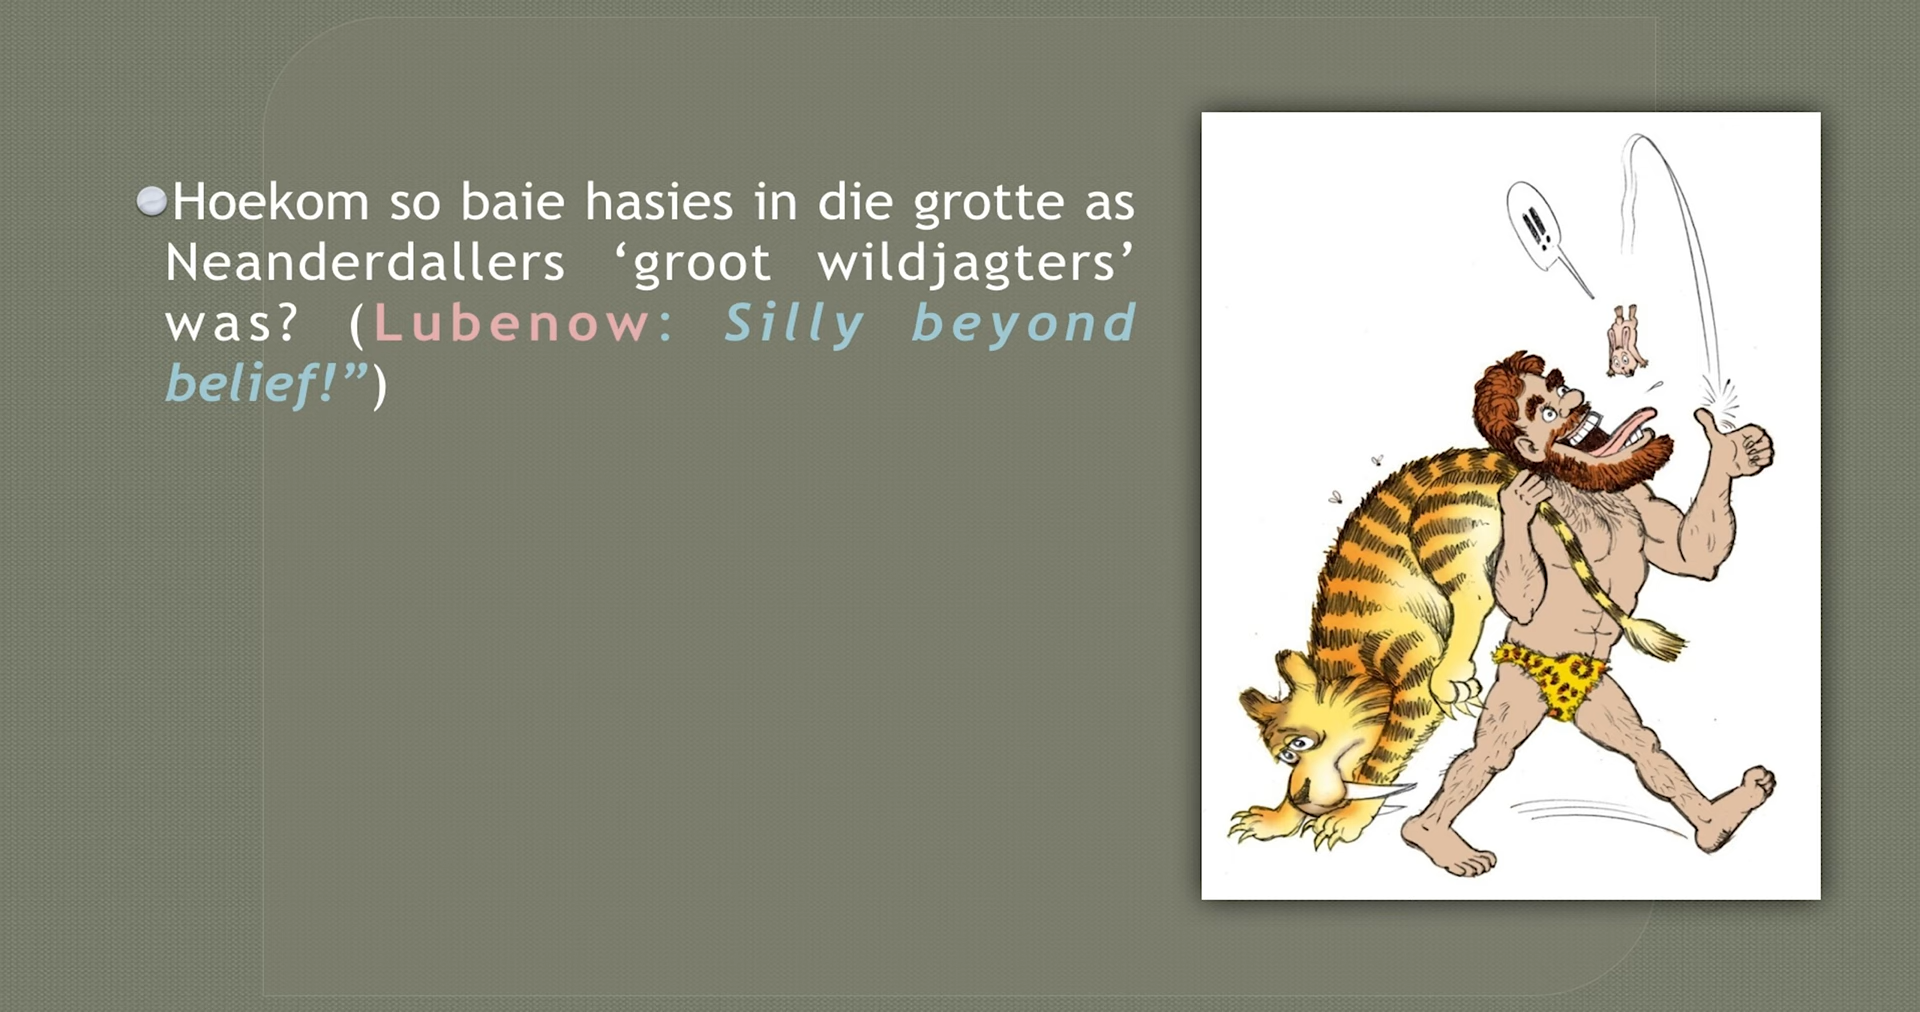 Hoekom so baie hasies in die grotte as
Neanderdallers ‘groot wildjagters’
was? (Lubenow: Silly beyond
belief!”)
!!